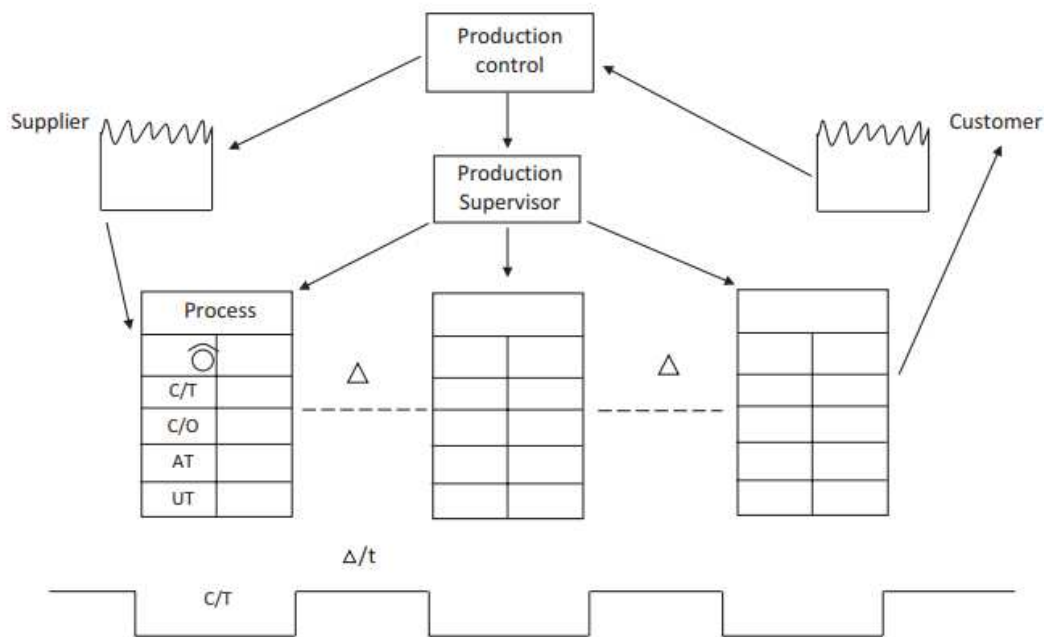 Production
control
Supplier
Customer
Production
Supervisor
Process
C/T
C/O
AT
UT
Δ
Δ
Δ/t
C/T